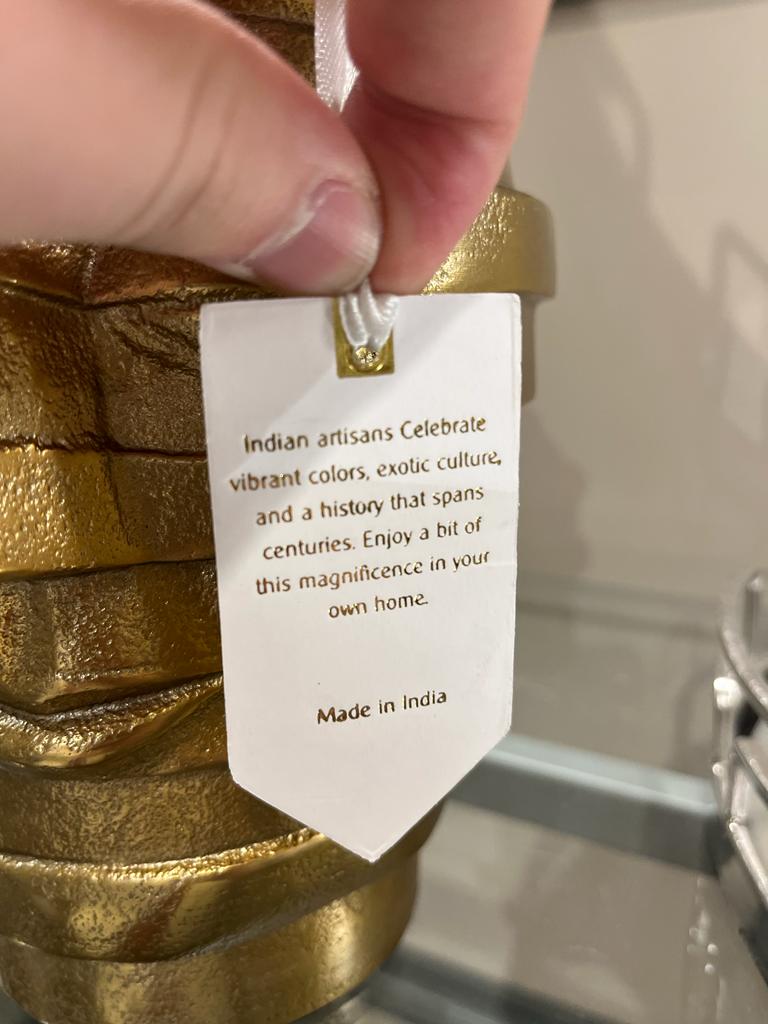 Indian artisans Celebrate
vibrant colors, exotic culture,
and a history that spans
centuries. Enjoy a bit of
this magnificence in your
own home.
Made in India